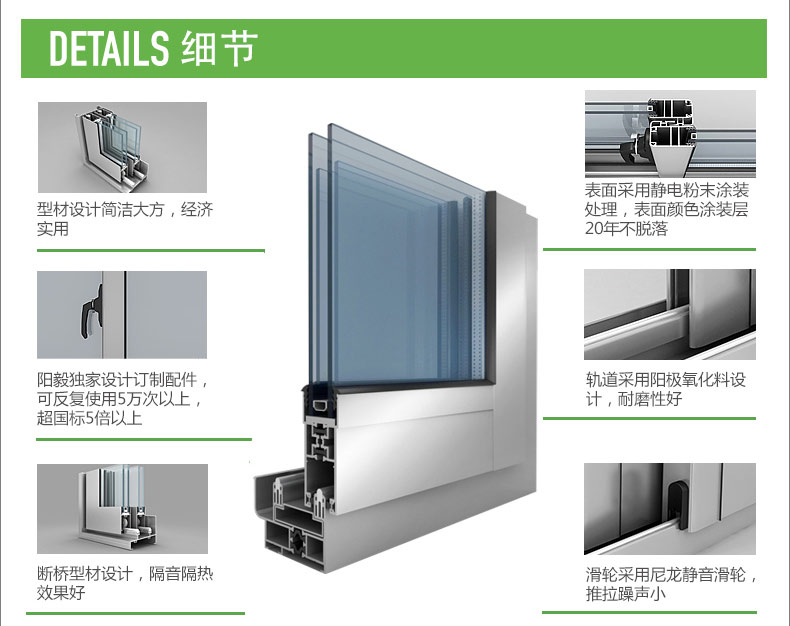 DETAILS 细节
型材设计简洁大方，经济
实用
阳毅独家设计订制配件，
可反复使用5万次以上，
超国标5倍以上
断桥型材设计，隔音隔热
效果好
表面采用静电粉末涂装
处理，表面颜色涂装层
20年不脱落
轨道采用阳极氧化料设
计，耐磨性好
滑轮采用尼龙静音滑轮，
推拉躁声小